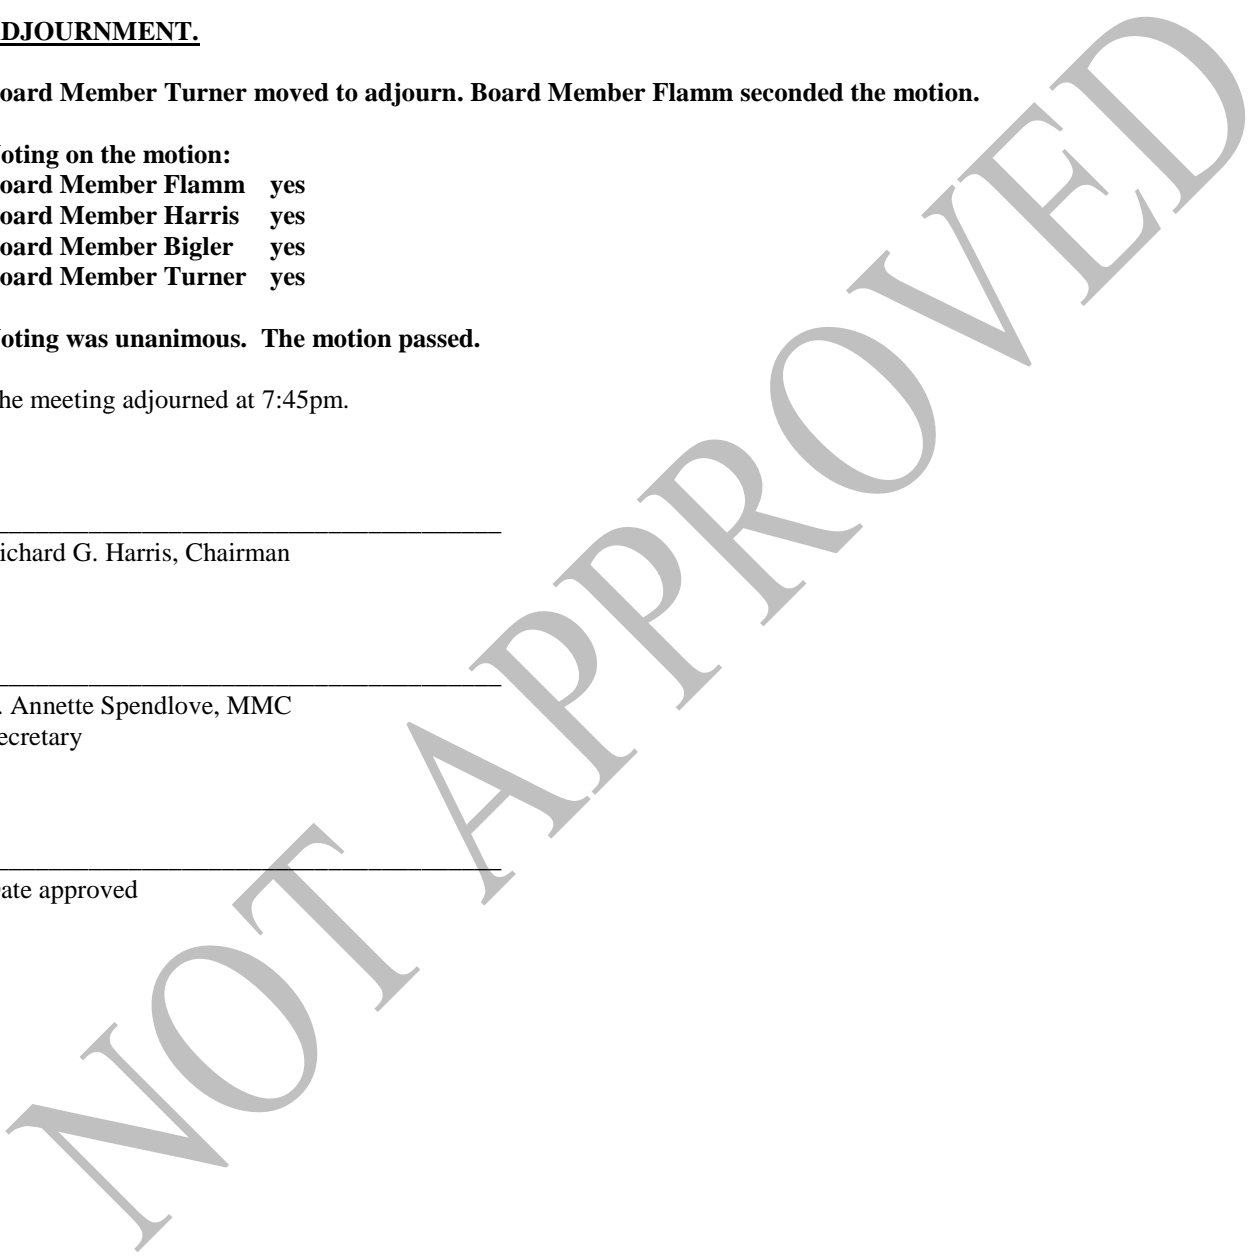 DJOURNMENT.
oard Member Turner moved to adjourn. Board Member Flamm seconded the motion.
oting on the motion:
oard Member Flamm yes
oard Member Harris yes
oard Member Bigler yes
oard Member Turner yes
oting was unanimous. The motion passed.
he meeting adjourned at 7:45pm.
ichard G. Harris, Chairman
. Annette Spendlove, MMC
ecretary
ate approved
NOT APPROVED